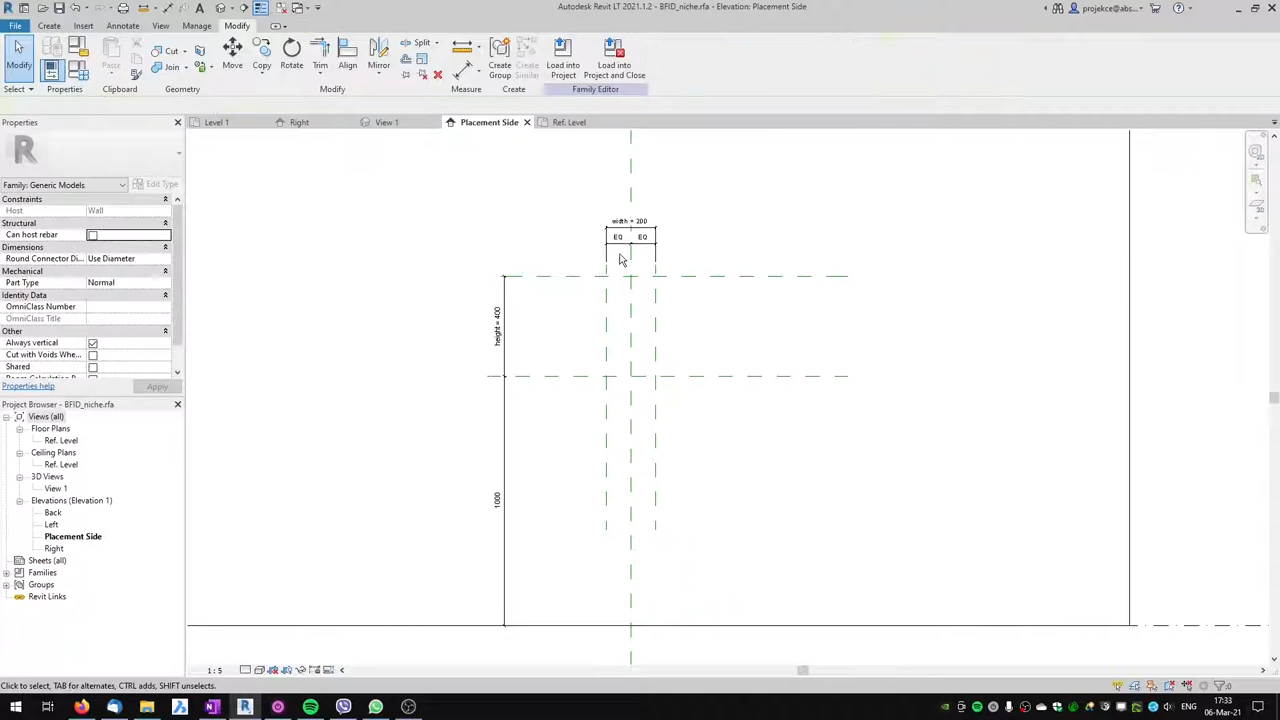 Autodesk Revit LT 2021.1.2 - BFID_niche.rfa - Elevation: Placement Side
projekce@abs...
File Create Insert Annotate View Manage Modify
Modify
Paste
Cut
Join
Move Copy Rotate Trim Align Mirror
Split
Create Group
Create Similar
Load into Project
Load into Project and Close
Select Properties Clipboard Geometry Modify Measure Create Family Editor
Properties
Level 1 Right View 1 Placement Side Ref. Level
Family: Generic Models Edit Type
Constraints
Host Wall
Structural
Can host rebar
Dimensions
Round Connector Di... Use Diameter
Mechanical
Part Type Normal
Identity Data
OmniClass Number
OmniClass Title
Other
Always vertical
Cut with Voids Whe...
Shared
Properties help Apply
Project Browser - BFID_niche.rfa
Views (all)
Floor Plans
Ref. Level
Ceiling Plans
Ref. Level
3D Views
View 1
Elevations (Elevation 1)
Back
Left
Placement Side
Right
Sheets (all)
Families
Groups
Revit Links
width = 200
EQ EQ
height = 400
1000
1 : 5
Click to select, TAB for alternates, CTRL adds, SHIFT unselects.
:0
ENG
17:33
06-Mar-21